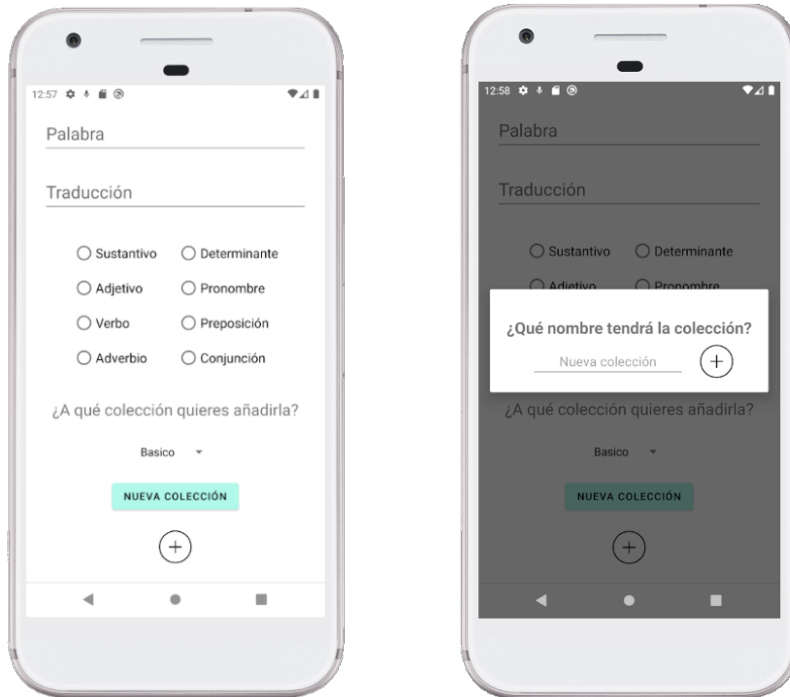 12:57
Palabra
Traducción
Sustantivo Determinante
Adjetivo Pronombre
Verbo Preposición
Adverbio Conjunción
¿A qué colección quieres añadirla?
Basico
NUEVA COLECCIÓN
12:58
Palabra
Traducción
Sustantivo Determinante
Adjetivo Pronombre
¿Qué nombre tendrá la colección?
Nueva colección
¿A qué colección quieres añadirla?
Basico
NUEVA COLECCIÓN